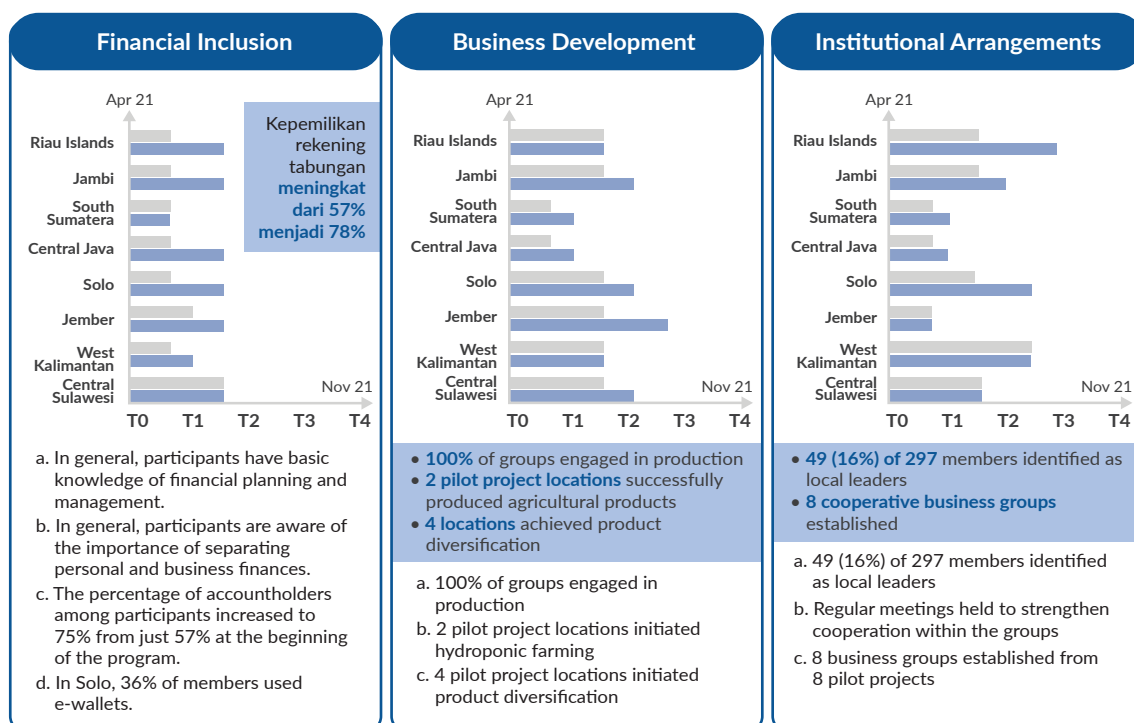 Financial Inclusion
Apr 21
Kepemilikan
rekening
tabungan
meningkat
dari 57%
menjadi 78%
Riau Islands
Jambi
South
Sumatera
Central Java
Solo
Jember
West
Kalimantan
Central
Sulawesi
Nov 21
T0 T1 T2 T3 T4
a. In general, participants have basic
knowledge of financial planning and
management.
b. In general, participants are aware of
the importance of separating
personal and business finances.
c. The percentage of accountholders
among participants increased to
75% from just 57% at the beginning
of the program.
d. In Solo, 36% of members used
e-wallets.
Business Development
Apr 21
Riau Islands
Jambi
South
Sumatera
Central Java
Solo
Jember
West
Kalimantan
Central
Sulawesi
Nov 21
T0 T1 T2 T3 T4
• 100% of groups engaged in production
• 2 pilot project locations successfully
produced agricultural products
• 4 locations achieved product
diversification
a. 100% of groups engaged in
production
b. 2 pilot project locations initiated
hydroponic farming
c. 4 pilot project locations initiated
product diversification
Institutional Arrangements
Apr 21
Riau Islands
Jambi
South
Sumatera
Central Java
Solo
Jember
West
Kalimantan
Central
Sulawesi
Nov 21
T0 T1 T2 T3 T4
• 49 (16%) of 297 members identified as
local leaders
• 8 cooperative business groups
established
a. 49 (16%) of 297 members identified
as local leaders
b. Regular meetings held to strengthen
cooperation within the groups
c. 8 business groups established from
8 pilot projects